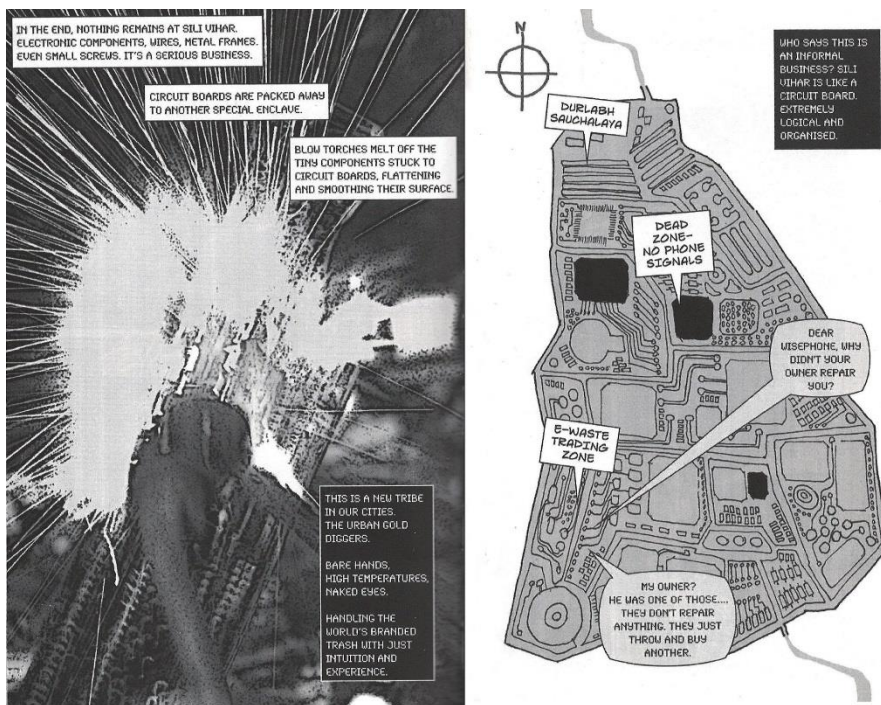 IN THE END, NOTHING REMAINS AT SILI VIHAR.
ELECTRONIC COMPONENTS, WIRES, METAL FRAMES.
EVEN SMALL SCREWS. IT'S A SERIOUS BUSINESS.
CIRCUIT BOARDS ARE PACKED AWAY
TO ANOTHER SPECIAL ENCLAVE.
BLOW TORCHES MELT OFF THE
TINY COMPONENTS STUCK TO
CIRCUIT BOARDS, FLATTENING
AND SMOOTHING THEIR SURFACE.
THIS IS A NEW TRIBE
IN OUR CITIES.
THE URBAN GOLD
DIGGERS.
BARE HANDS,
HIGH TEMPERATURES,
NAKED EYES.
HANDLING THE
WORLD'S BRANDED
TRASH WITH JUST
INTUITION AND
EXPERIENCE.
N
WHO SAYS THIS IS
AN INFORMAL
BUSINESS? SILI
VIHAR IS LIKE A
CIRCUIT BOARD.
EXTREMELY
LOGICAL AND
ORGANISED.
DURLABH
SAUCHALAYA
DEAD
ZONE-
NO PHONE
SIGNALS
DEAR
WISEPHONE, WHY
DIDN'T YOUR
OWNER REPAIR
YOU?
E-WASTE
TRADING
ZONE
MY OWNER?
HE WAS ONE OF THOSE....
THEY DON'T REPAIR
ANYTHING. THEY JUST
THROW AND BUY
ANOTHER.